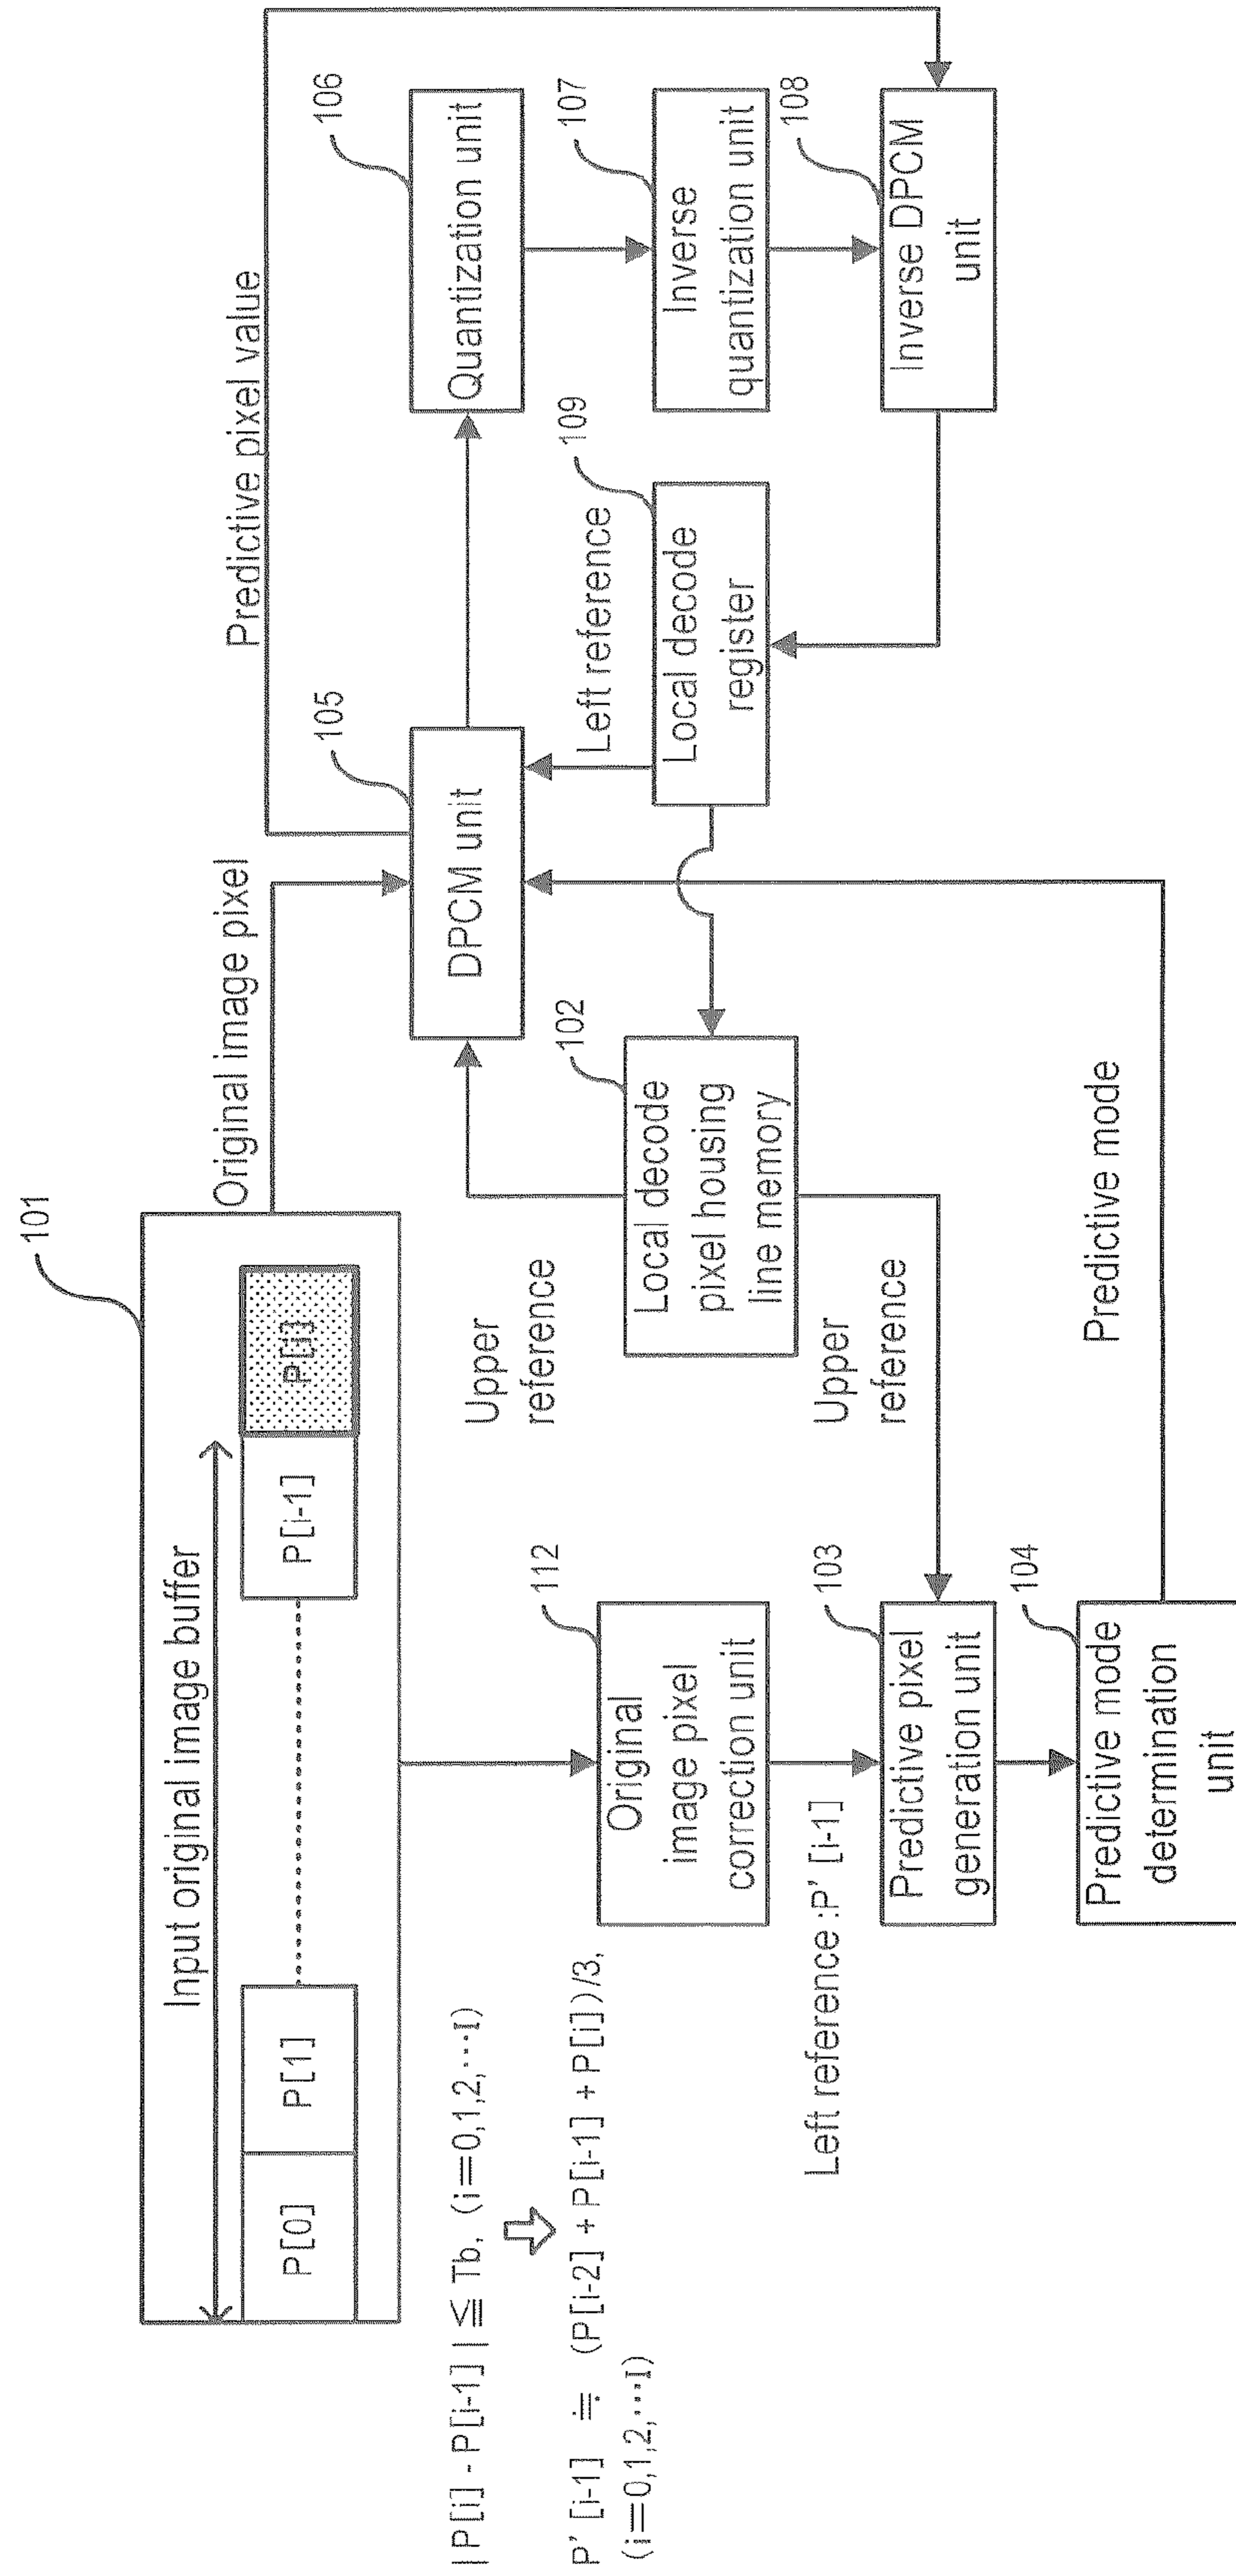 101
Input original image buffer
P[0]
P[1]
P[i-1]
P[i]
Original image pixel
Predictive pixel value
|P[i] - P[i-1] | ≦ Tb, (i=0,1,2,···I)
P' [i-1] ≒ (P[i-2] + P[i-1] + P[i])/3,
(i=0,1,2,···I)
112
Original
image pixel
correction unit
Left reference :P' [i-1]
103
Predictive pixel
generation unit
104
Predictive mode
determination
unit
Predictive mode
Upper
reference
Upper
reference
102
Local decode
pixel housing
line memory
105
DPCM unit
Left reference
109
Local decode
register
106
Quantization unit
107
Inverse
quantization unit
108
Inverse DPCM
unit